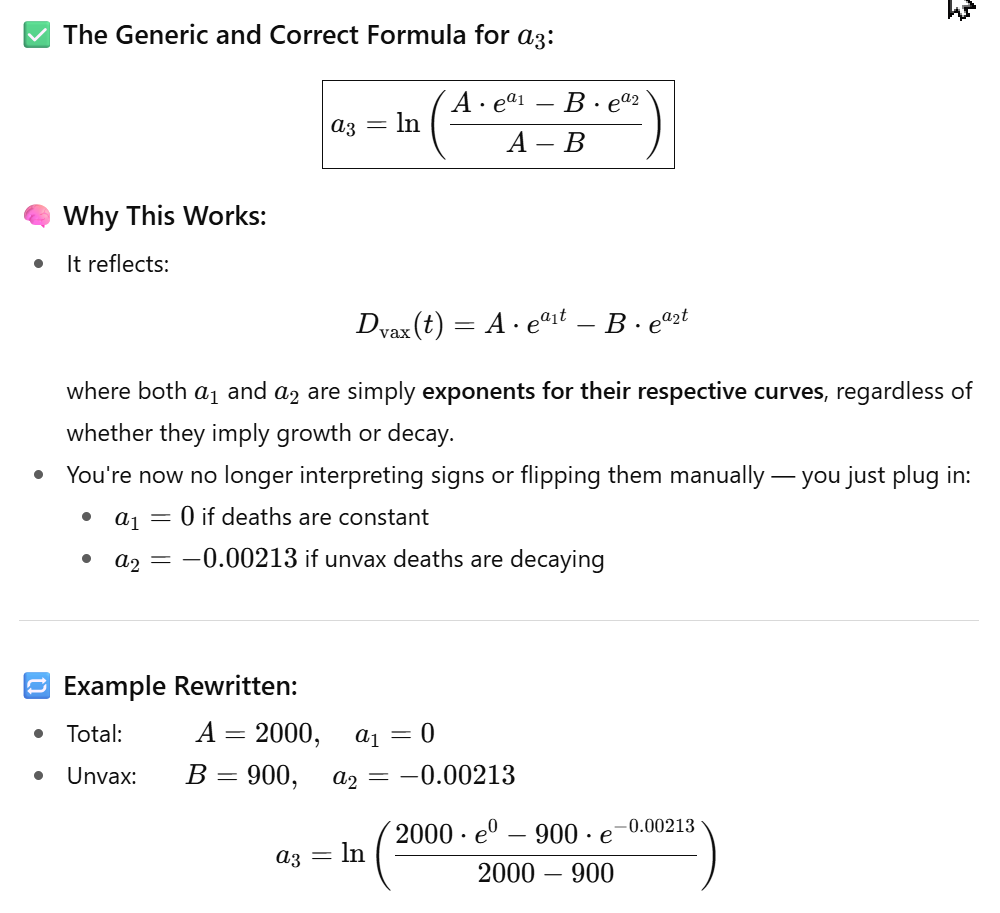 ✅ The Generic and Correct Formula for a₃:
a₃ = ln( (A · e^{a₁} − B · e^{a₂}) / (A − B) )
🧠 Why This Works:
• It reflects:
D_vax(t) = A · e^{a₁t} − B · e^{a₂t}
where both a₁ and a₂ are simply exponents for their respective curves, regardless of
whether they imply growth or decay.
• You're now no longer interpreting signs or flipping them manually — you just plug in:
• a₁ = 0 if deaths are constant
• a₂ = −0.00213 if unvax deaths are decaying
🔁 Example Rewritten:
• Total: A = 2000, a₁ = 0
• Unvax: B = 900, a₂ = −0.00213
a₃ = ln( (2000 · e^{0} − 900 · e^{−0.00213}) / (2000 − 900) )